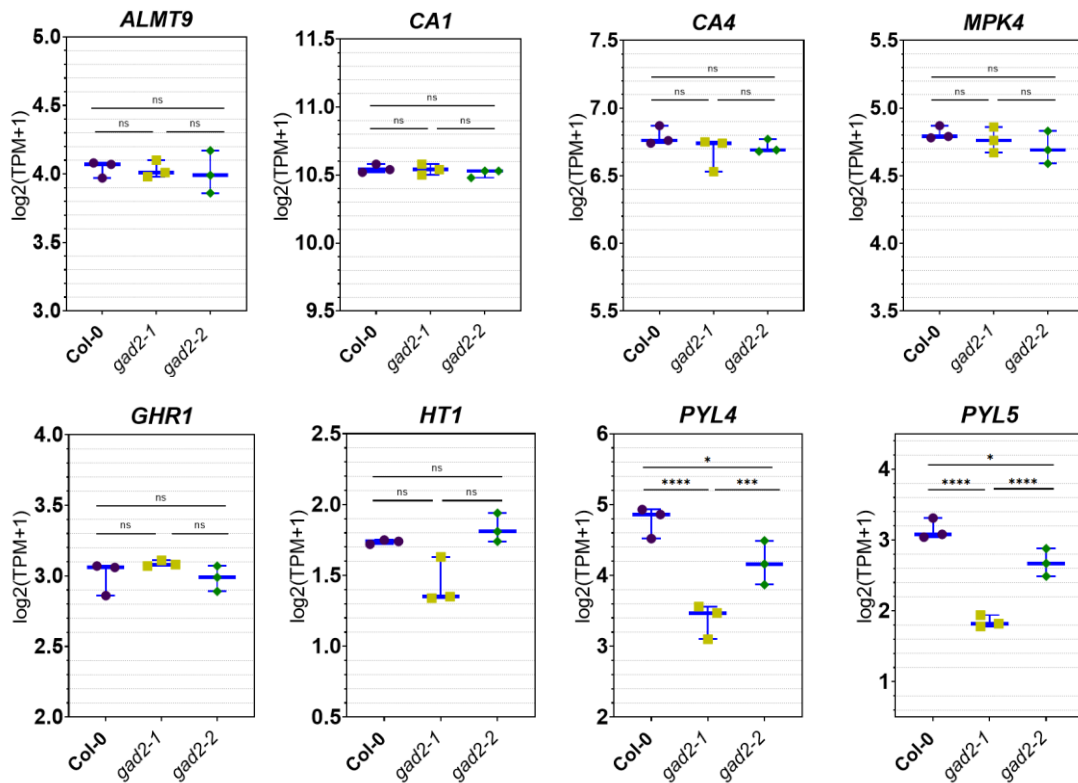 ALMT9 CA1 CA4 MPK4
5.0 11.5 7.5 5.5
ns ns ns ns
4.5 11.0 7.0 5.0
ns ns ns ns ns ns ns ns
log2(TPM+1) log2(TPM+1) log2(TPM+1) log2(TPM+1)
4.0 10.5 6.5 4.5
3.5 10.0 6.0 4.0
3.0 9.5 5.5 3.5
Col-0 gad2-1 gad2-2 Col-0 gad2-1 gad2-2 Col-0 gad2-1 gad2-2 Col-0 gad2-1 gad2-2
GHR1 HT1 PYL4 PYL5
4.0 2.5 6
ns ns * *
4
3.5 2.0 5
ns ns ns ns **** *** **** ****
log2(TPM+1) log2(TPM+1) log2(TPM+1) log2(TPM+1)
3.0 1.5 4 3
2.5 1.0 3 2
2.0 0.5 2 1
Col-0 gad2-1 gad2-2 Col-0 gad2-1 gad2-2 Col-0 gad2-1 gad2-2 Col-0 gad2-1 gad2-2